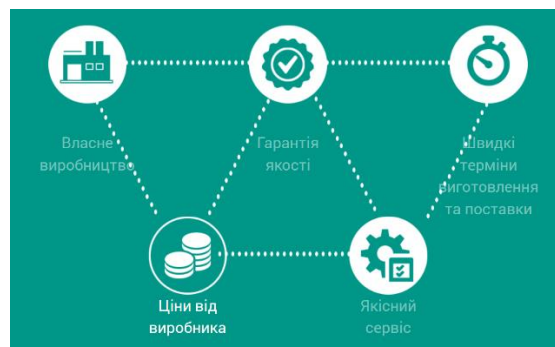 Власне
виробництво
Гарантія
якості
Швидкі
терміни
виготовлення
та поставки
Ціни від
виробника
Якісний
сервіс